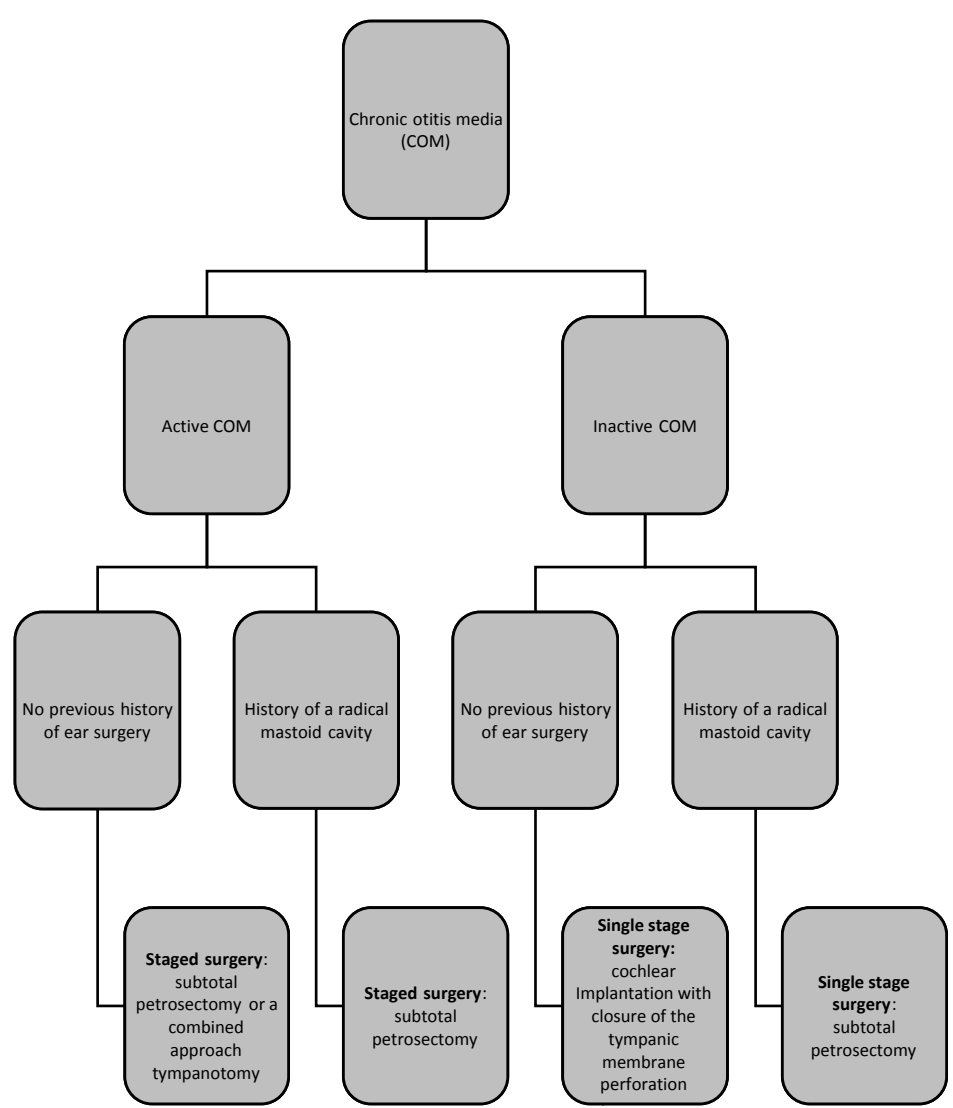 Chronic otitis media
(COM)
Active COM
Inactive COM
No previous history
of ear surgery
History of a radical
mastoid cavity
No previous history
of ear surgery
History of a radical
mastoid cavity
Staged surgery:
subtotal
petrosectomy or a
combined
approach
tympanotomy
Staged surgery:
subtotal
petrosectomy
Single stage
surgery:
cochlear
Implantation with
closure of the
tympanic
membrane
perforation
Single stage
surgery:
subtotal
petrosectomy